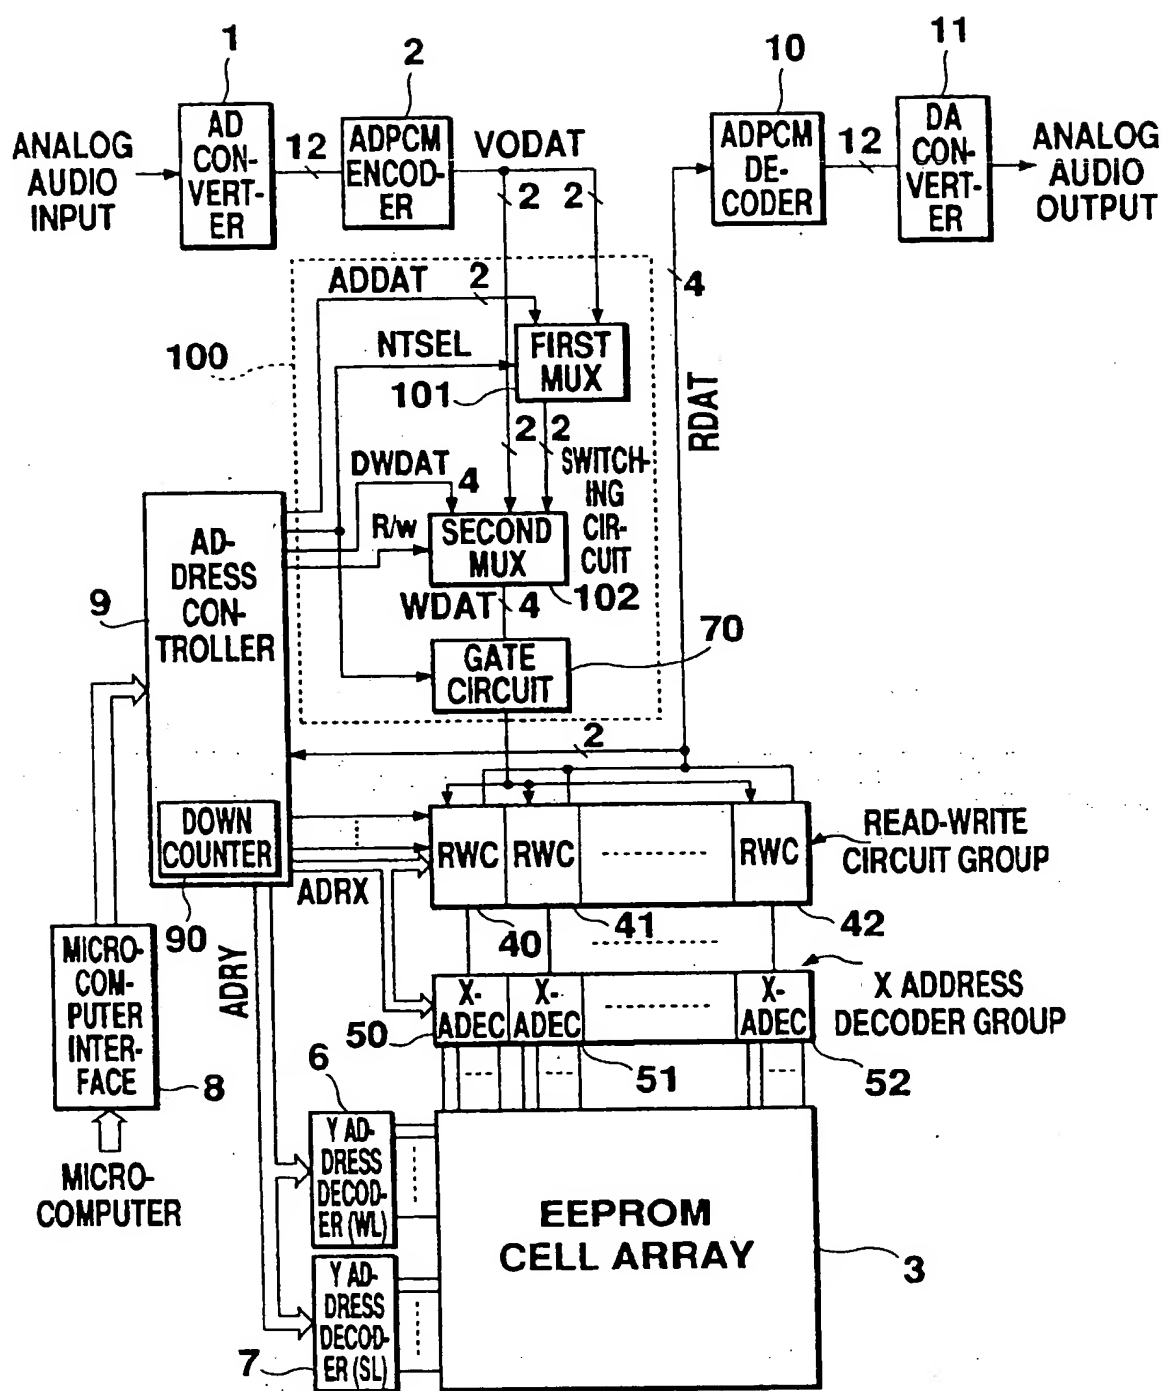 1
2
10
11
ANALOG
AUDIO
INPUT
AD
CON-
VERT-
ER
12
ADPCM
ENCOD-
ER
VODAT
2
2
ADPCM
DE-
CODER
12
DA
CON-
VERT-
ER
ANALOG
AUDIO
OUTPUT
4
RDAT
100
ADDAT
2
NTSEL
FIRST
MUX
101
2
2
SWITCH-
ING
CIR-
CUIT
DWDAT
4
R/w
SECOND
MUX
102
WDAT
4
GATE
CIRCUIT
70
9
AD-
DRESS
CON-
TROLLER
2
DOWN
COUNTER
90
ADRX
ADRY
RWC
RWC
RWC
READ-WRITE
CIRCUIT GROUP
40
41
42
X-
ADEC
X-
ADEC
X-
ADEC
X ADDRESS
DECODER GROUP
50
51
52
MICRO-
COM-
PUTER
INTER-
FACE
8
MICRO-
COMPUTER
6
Y AD-
DRESS
DECOD-
ER (WL)
7
Y AD-
DRESS
DECOD-
ER (SL)
EEPROM
CELL ARRAY
3